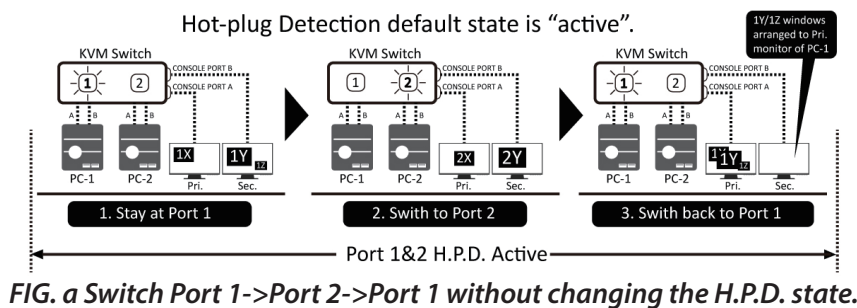 Hot-plug Detection default state is “active”.
1Y/1Z windows
arranged to Pri.
monitor of PC-1
KVM Switch
1
2
CONSOLE PORT B
CONSOLE PORT A
A
B
A
B
1X
1Y
1Z
PC-1
PC-2
Pri.
Sec.
1. Stay at Port 1
KVM Switch
1
2
CONSOLE PORT B
CONSOLE PORT A
A
B
A
B
2X
2Y
PC-1
PC-2
Pri.
Sec.
2. Swith to Port 2
KVM Switch
1
2
CONSOLE PORT B
CONSOLE PORT A
A
B
A
B
1X
1Y
1Z
PC-1
PC-2
Pri.
Sec.
3. Swith back to Port 1
Port 1&2 H.P.D. Active
FIG. a Switch Port 1->Port 2->Port 1 without changing the H.P.D. state.